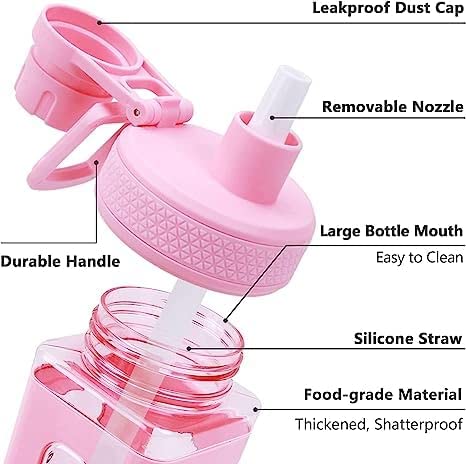 Leakproof Dust Cap
Removable Nozzle
Large Bottle Mouth
Easy to Clean
Durable Handle
Silicone Straw
Food-grade Material
Thickened, Shatterproof